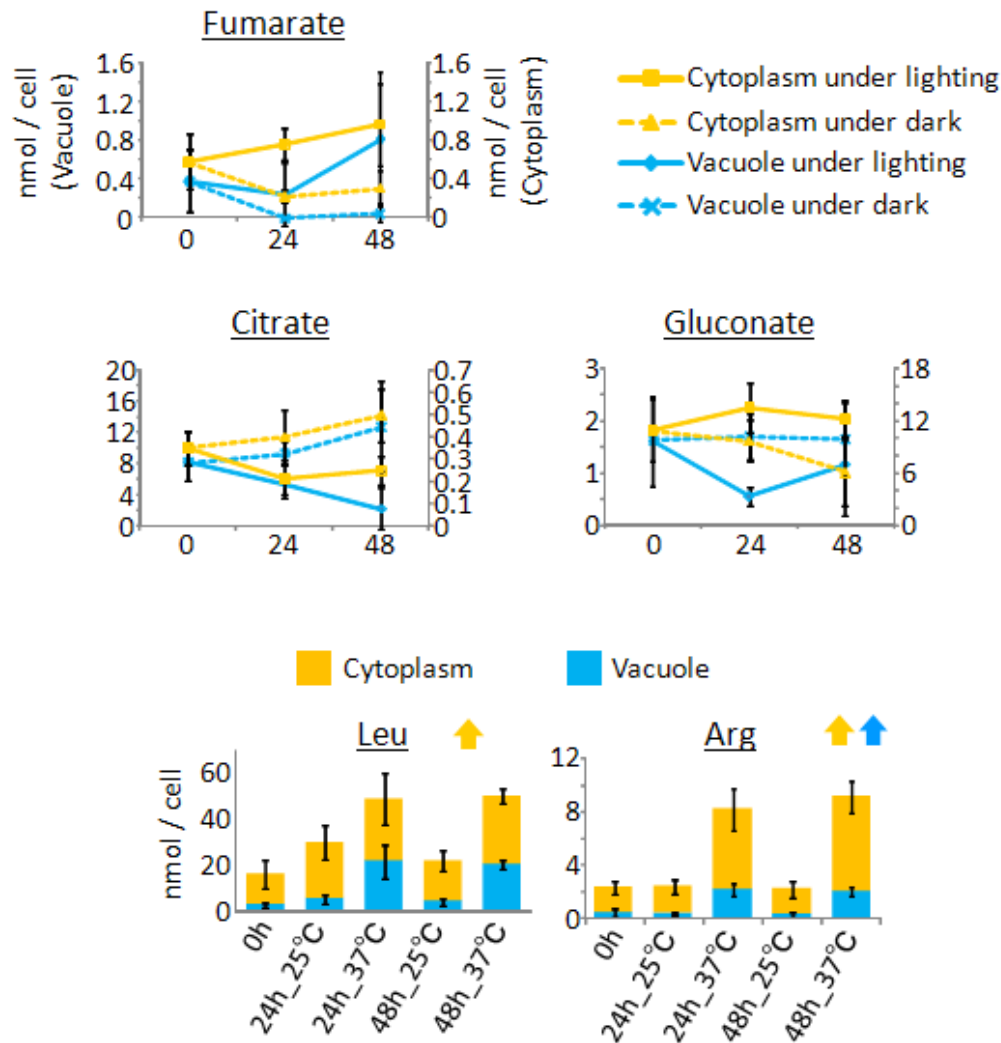 Fumarate
nmol / cell
(Vacuole)
1.6
1.2
0.8
0.4
0
1.6
1.2
0.8
0.4
0
nmol / cell
(Cytoplasm)
0 24 48
Cytoplasm under lighting
Cytoplasm under dark
Vacuole under lighting
Vacuole under dark
Citrate
20
16
12
8
4
0
0.7
0.6
0.5
0.4
0.3
0.2
0.1
0
0 24 48
Gluconate
3
2
1
0
18
12
6
0
0 24 48
Cytoplasm
Vacuole
Leu
nmol / cell
60
40
20
0
0h
24h_25°C
24h_37°C
48h_25°C
48h_37°C
Arg
12
8
4
0
0h
24h_25°C
24h_37°C
48h_25°C
48h_37°C